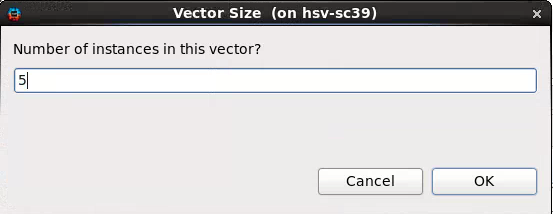 Vector Size (on hsv-sc39)
Number of instances in this vector?
5
Cancel OK